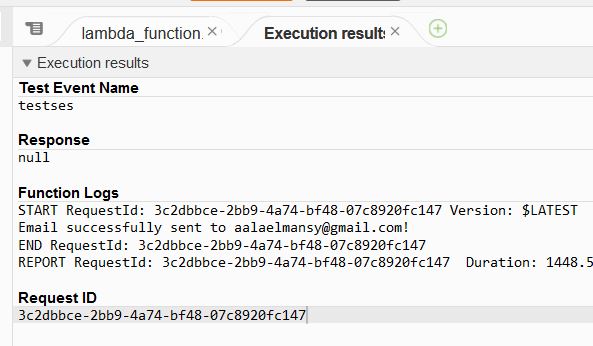 lambda_function.
Execution results
Execution results
Test Event Name
testses
Response
null
Function Logs
START RequestId: 3c2dbbce-2bb9-4a74-bf48-07c8920fc147 Version: $LATEST
Email successfully sent to aalaelmansy@gmail.com!
END RequestId: 3c2dbbce-2bb9-4a74-bf48-07c8920fc147
REPORT RequestId: 3c2dbbce-2bb9-4a74-bf48-07c8920fc147 Duration: 1448.5
Request ID
3c2dbbce-2bb9-4a74-bf48-07c8920fc147